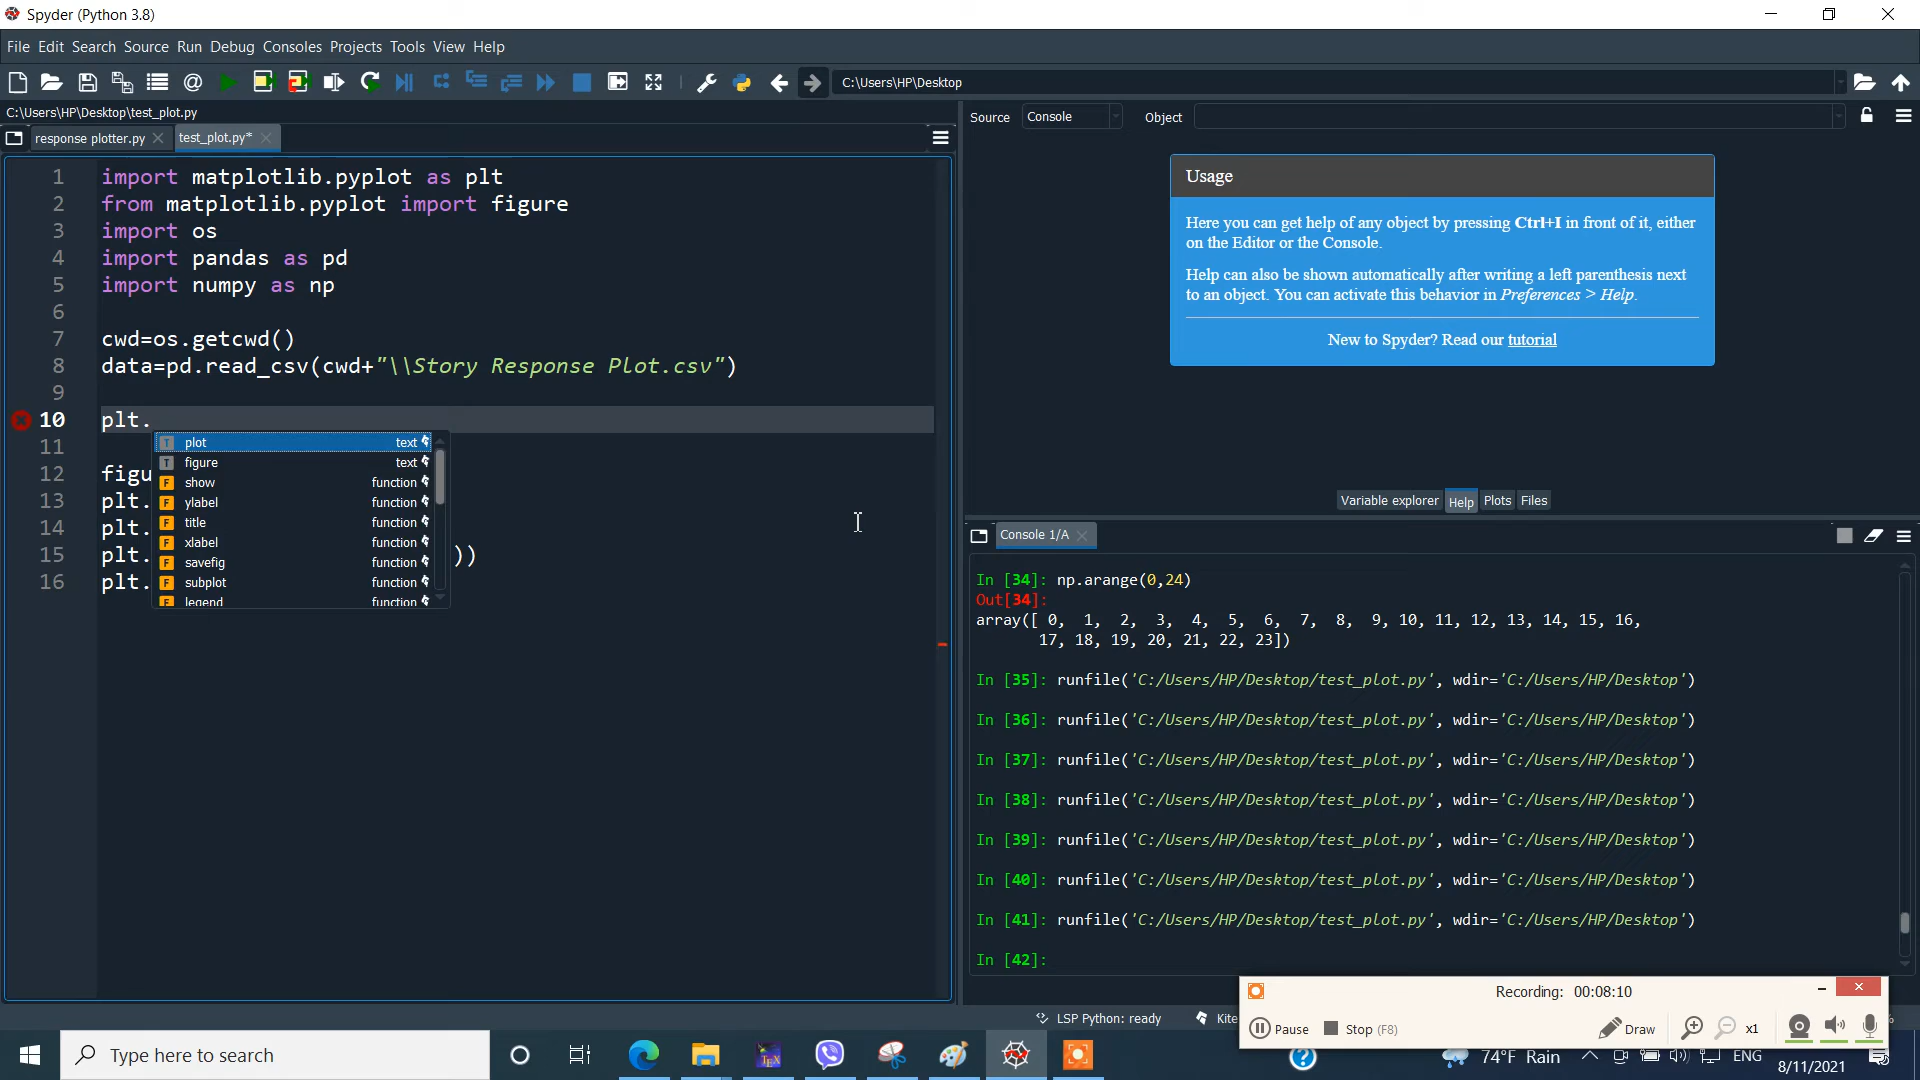 Spyder (Python 3.8)
File Edit Search Source Run Debug Consoles Projects Tools View Help
C:\Users\HP\Desktop
C:\Users\HP\Desktop\test_plot.py
response plotter.py
test_plot.py*
1 import matplotlib.pyplot as plt
2 from matplotlib.pyplot import figure
3 import os
4 import pandas as pd
5 import numpy as np
6
7 cwd=os.getcwd()
8 data=pd.read_csv(cwd+"\\Story Response Plot.csv")
9
10 plt.
11
12 figu
13 plt.
14 plt.
15 plt. ))
16 plt.
plot text
figure text
show function
ylabel function
title function
xlabel function
savefig function
subplot function
legend function
Source Console Object
Usage
Here you can get help of any object by pressing Ctrl+I in front of it, either
on the Editor or the Console.
Help can also be shown automatically after writing a left parenthesis next
to an object. You can activate this behavior in Preferences > Help.
New to Spyder? Read our tutorial
Variable explorer Help Plots Files
Console 1/A
In [34]: np.arange(0,24)
Out[34]:
array([ 0, 1, 2, 3, 4, 5, 6, 7, 8, 9, 10, 11, 12, 13, 14, 15, 16,
17, 18, 19, 20, 21, 22, 23])
In [35]: runfile('C:/Users/HP/Desktop/test_plot.py', wdir='C:/Users/HP/Desktop')
In [36]: runfile('C:/Users/HP/Desktop/test_plot.py', wdir='C:/Users/HP/Desktop')
In [37]: runfile('C:/Users/HP/Desktop/test_plot.py', wdir='C:/Users/HP/Desktop')
In [38]: runfile('C:/Users/HP/Desktop/test_plot.py', wdir='C:/Users/HP/Desktop')
In [39]: runfile('C:/Users/HP/Desktop/test_plot.py', wdir='C:/Users/HP/Desktop')
In [40]: runfile('C:/Users/HP/Desktop/test_plot.py', wdir='C:/Users/HP/Desktop')
In [41]: runfile('C:/Users/HP/Desktop/test_plot.py', wdir='C:/Users/HP/Desktop')
In [42]:
Recording: 00:08:10
Pause Stop (F8) Draw x1
LSP Python: ready Kite
Type here to search
74°F Rain ENG
8/11/2021